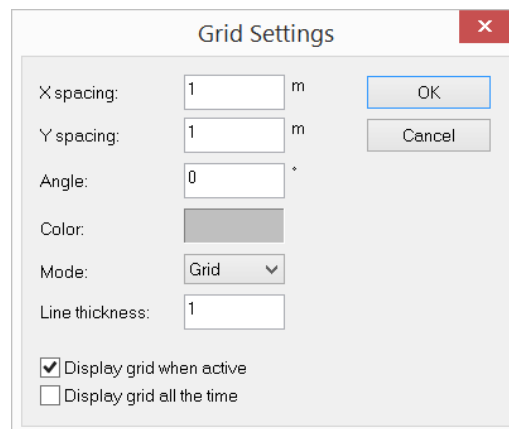 Grid Settings
X spacing: 1 m OK
Y spacing: 1 m Cancel
Angle: 0 °
Color:
Mode: Grid
Line thickness: 1
Display grid when active
Display grid all the time